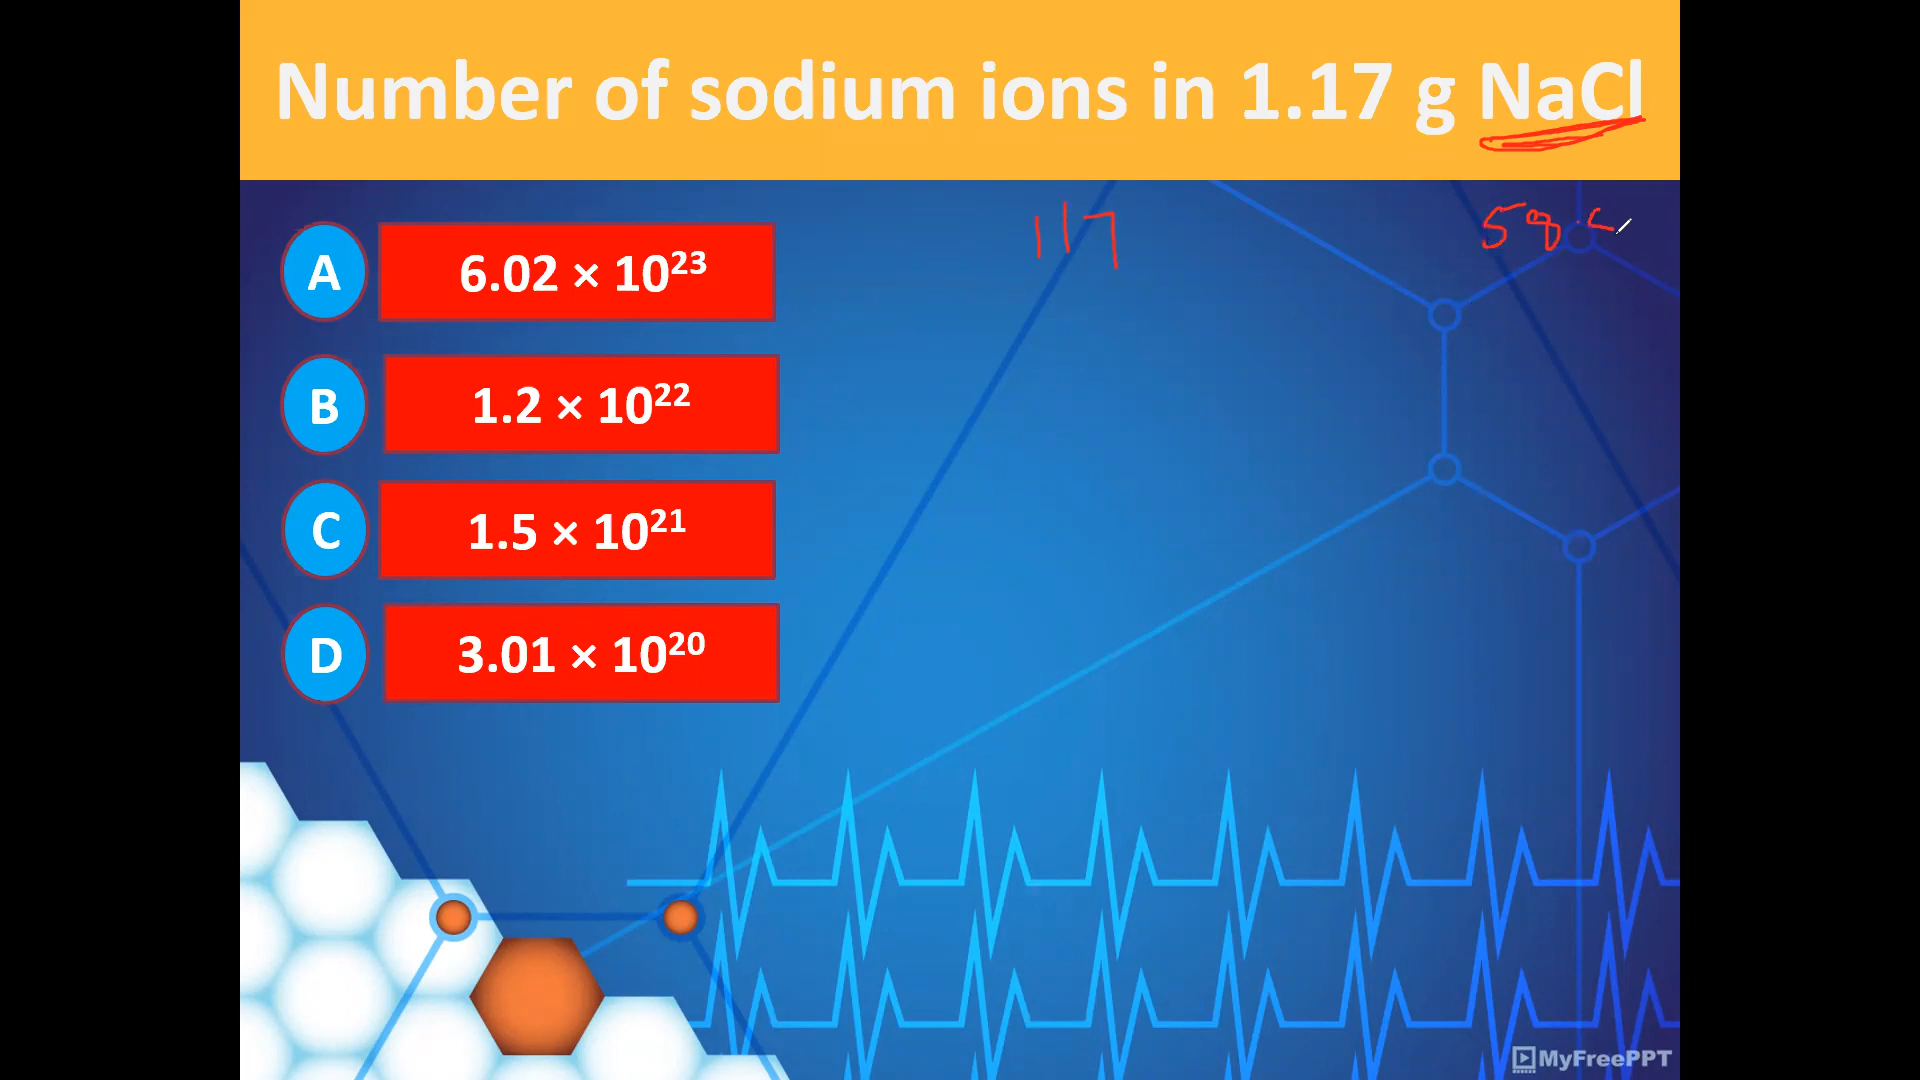 Number of sodium ions in 1.17 g NaCl
117
58.5
A 6.02 × 10²³
B 1.2 × 10²²
C 1.5 × 10²¹
D 3.01 × 10²⁰
MyFreePPT